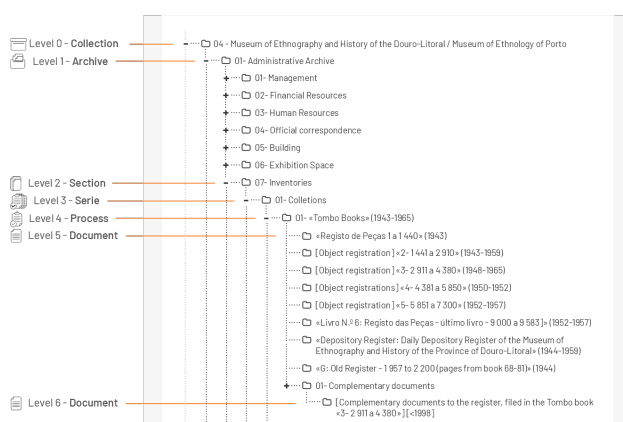 Level 0 - Collection
04 - Museum of Ethnography and History of the Douro-Litoral / Museum of Ethnology of Porto
Level 1 - Archive
01- Administrative Archive
01- Management
02- Financial Resources
03- Human Resources
04- Official correspondence
05- Building
06- Exhibition Space
Level 2 - Section
07- Inventories
Level 3 - Serie
01- Colletions
Level 4 - Process
01- «Tombo Books» (1943-1965)
Level 5 - Document
«Registo de Peças 1 a 1 440» (1943)
[Object registration] «2- 1 441 a 2 910» (1943-1959)
[Object registration] «3- 2 911 a 4 380» (1948-1965)
[Object registrations] «4- 4 381 a 5 850» (1950-1952)
[Object registration] «5- 5 851 a 7 300» (1952-1957)
«Livro N.º 6: Registo das Peças - último livro - 9 000 a 9 583]» (1952-1957)
«Depository Register: Daily Depository Register of the Museum of
Ethnography and History of the Province of Douro-Litoral» (1944-1959)
«G: Old Register - 1 957 to 2 200 (pages from book 68-81)» (1944)
01- Complementary documents
Level 6 - Document
[Complementary documents to the register, filed in the Tombo book
«3- 2 911 a 4 380»] [<1998]